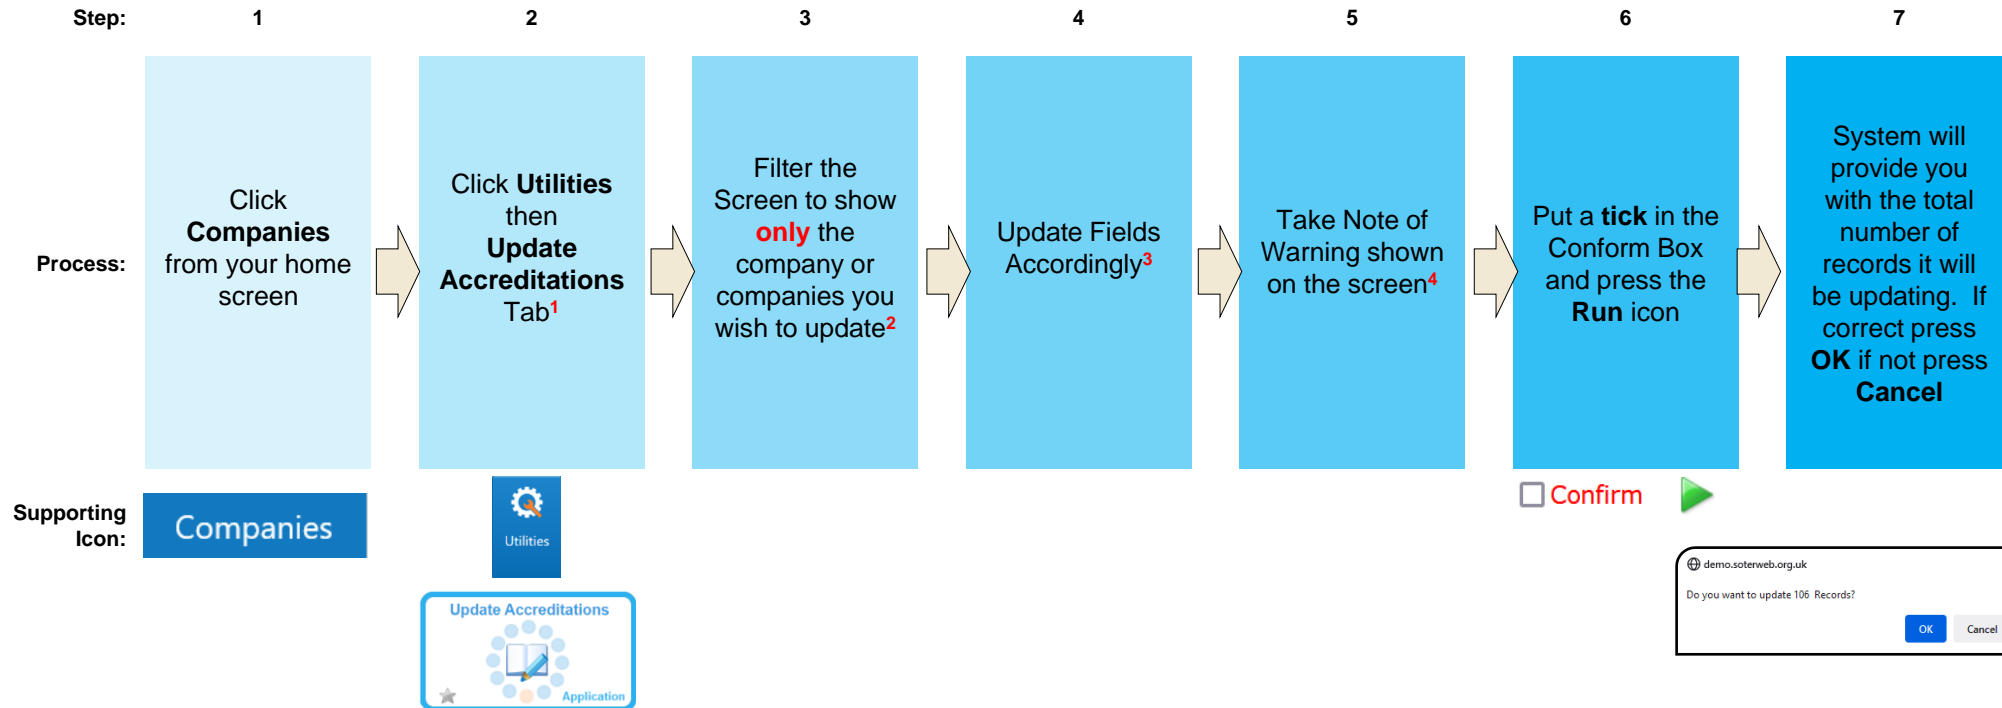 Step: 1 2 3 4 5 6 7
Process:
Click
Companies
from your home
screen
Click Utilities
then
Update
Accreditations
Tab1
Filter the
Screen to show
only the
company or
companies you
wish to update2
Update Fields
Accordingly3
Take Note of
Warning shown
on the screen4
Put a tick in the
Conform Box
and press the
Run icon
System will
provide you
with the total
number of
records it will
be updating. If
correct press
OK if not press
Cancel
Supporting
Icon:
Companies
Utilities
Update Accreditations
Application
Confirm
demo.soterweb.org.uk
Do you want to update 106 Records?
OK Cancel